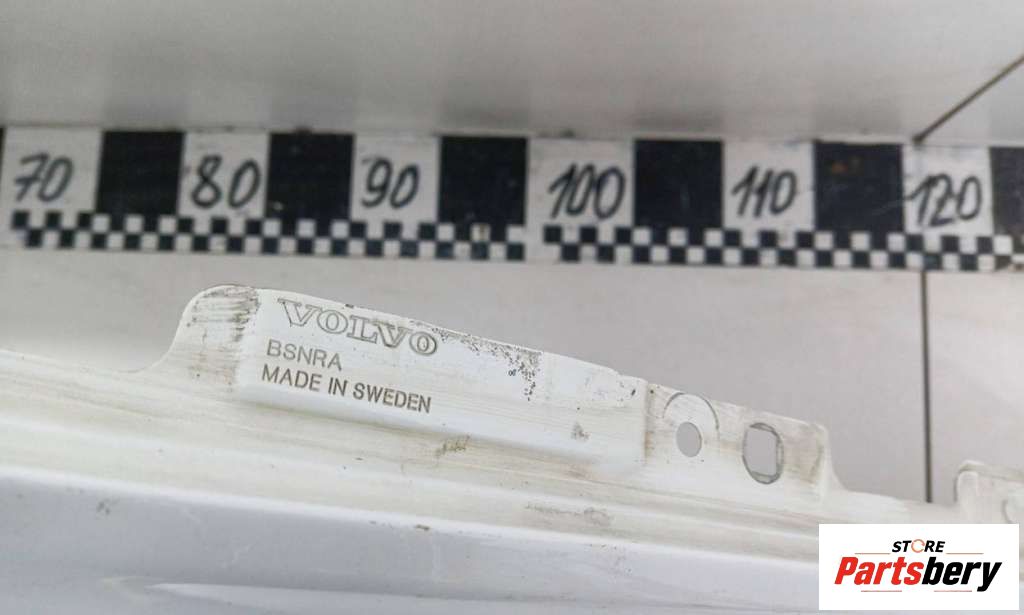 70 80 90 100 110 120
VOLVO
BSNRA
MADE IN SWEDEN
STORE
Partsbery